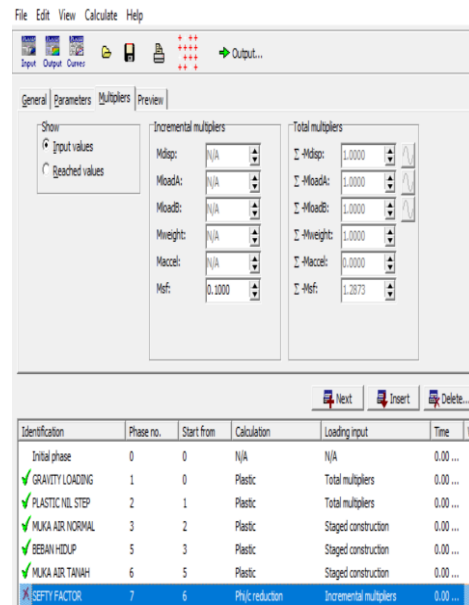 File Edit View Calculate Help
Input Output Curves Output...
General Parameters Multipliers Preview
Show
Input values
Reached values
Incremental multipliers
Mdisp: N/A
MloadA: N/A
MloadB: N/A
Mweight: N/A
Maccel: N/A
Msf: 0.1000
Total multipliers
Σ -Mdisp: 1.0000
Σ -MloadA: 1.0000
Σ -MloadB: 1.0000
Σ -Mweight: 1.0000
Σ -Maccel: 0.0000
Σ -Msf: 1.2873
Next Insert Delete...
Identification Phase no. Start from Calculation Loading input Time
Initial phase 0 0 N/A N/A 0.00 ...
GRAVITY LOADING 1 0 Plastic Total multipliers 0.00 ...
PLASTIC NIL STEP 2 1 Plastic Total multipliers 0.00 ...
MUKA AIR NORMAL 3 2 Plastic Staged construction 0.00 ...
BEBAN HIDUP 5 3 Plastic Staged construction 0.00 ...
MUKA AIR TANAH 6 5 Plastic Staged construction 0.00 ...
SEFTY FACTOR 7 6 Phi/c reduction Incremental multipliers 0.00 ...